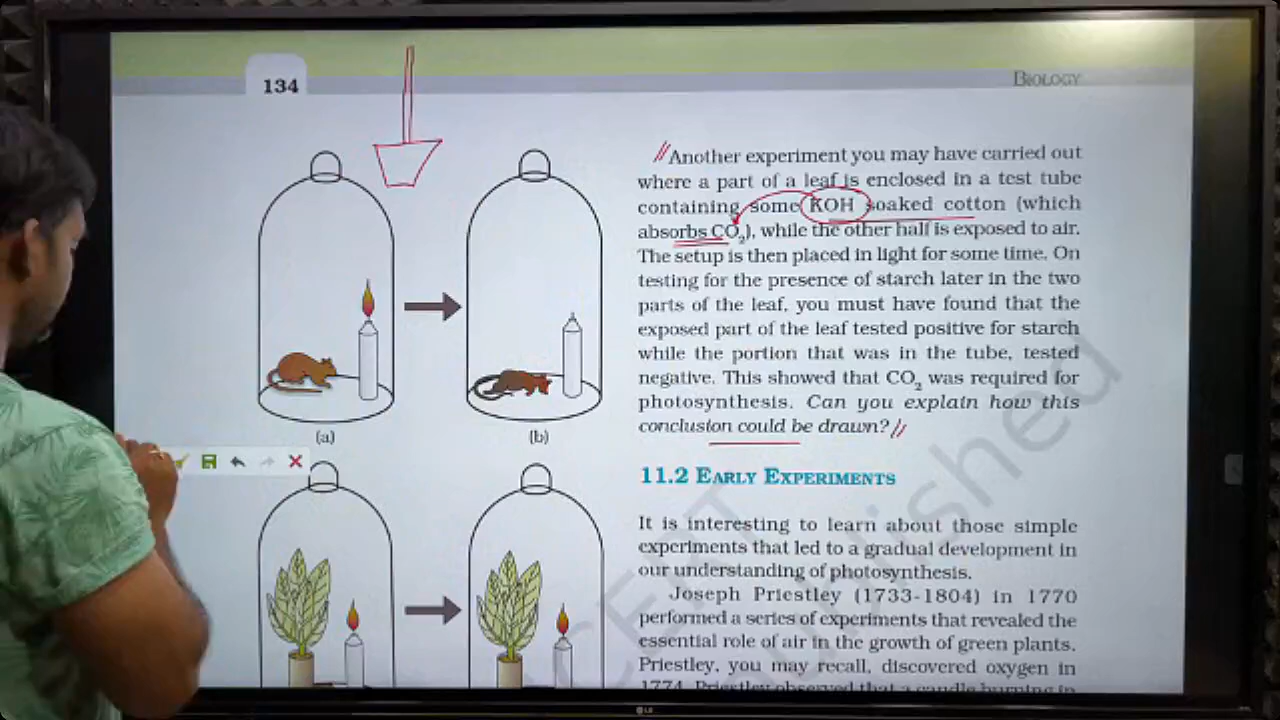 134
BIOLOGY
Another experiment you may have carried out
where a part of a leaf is enclosed in a test tube
containing some KOH soaked cotton (which
absorbs CO₂), while the other half is exposed to air.
The setup is then placed in light for some time. On
testing for the presence of starch later in the two
parts of the leaf, you must have found that the
exposed part of the leaf tested positive for starch
while the portion that was in the tube, tested
negative. This showed that CO₂ was required for
photosynthesis. Can you explain how this
conclusion could be drawn?
(a)
(b)
11.2 EARLY EXPERIMENTS
It is interesting to learn about those simple
experiments that led to a gradual development in
our understanding of photosynthesis.
Joseph Priestley (1733-1804) in 1770
performed a series of experiments that revealed the
essential role of air in the growth of green plants.
Priestley, you may recall, discovered oxygen in
1774. Priestley observed that a candle burning in
LG